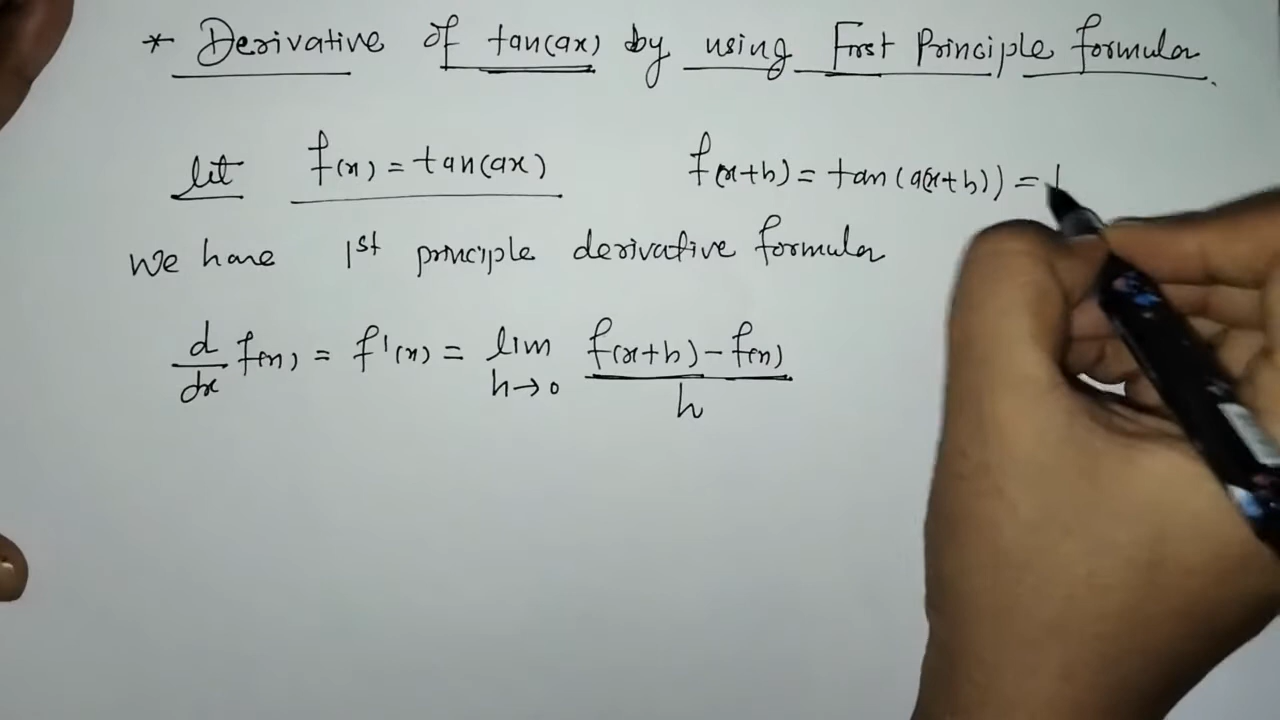 * Derivative of tan(ax) by using First Principle formula.
let f(x) = tan(ax) f(x+h) = tan(a(x+h)) =
We have 1st principle derivative formula
d/dx f(x) = f'(x) = lim h→0 f(x+h) - f(x) / h